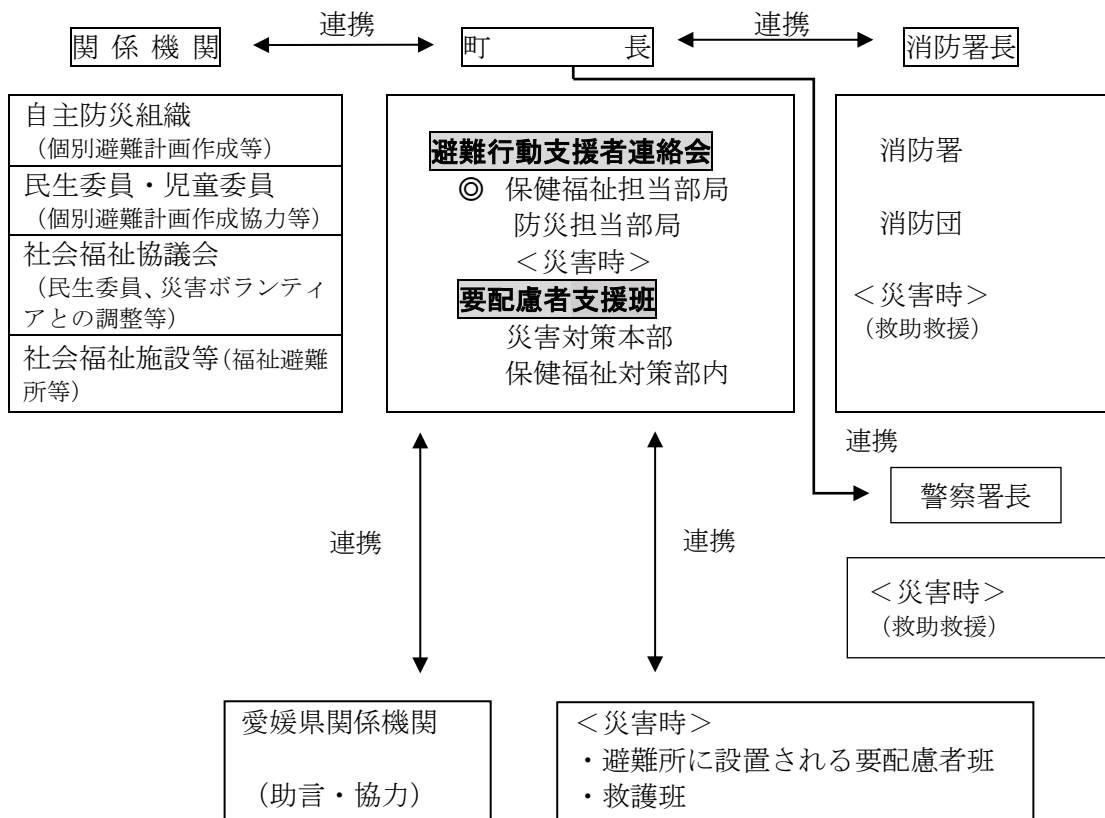 連携
連携
関係機関
町長
消防署長
自主防災組織
（個別避難計画作成等）
民生委員・児童委員
（個別避難計画作成協力等）
社会福祉協議会
（民生委員、災害ボランティ
アとの調整等）
社会福祉施設等（福祉避難
所等）
避難行動支援者連絡会
◎ 保健福祉担当部局
防災担当部局
＜災害時＞
要配慮者支援班
災害対策本部
保健福祉対策部内
消防署
消防団
＜災害時＞
（救助救援）
連携
警察署長
＜災害時＞
（救助救援）
連携
連携
愛媛県関係機関
（助言・協力）
＜災害時＞
・避難所に設置される要配慮者班
・救護班